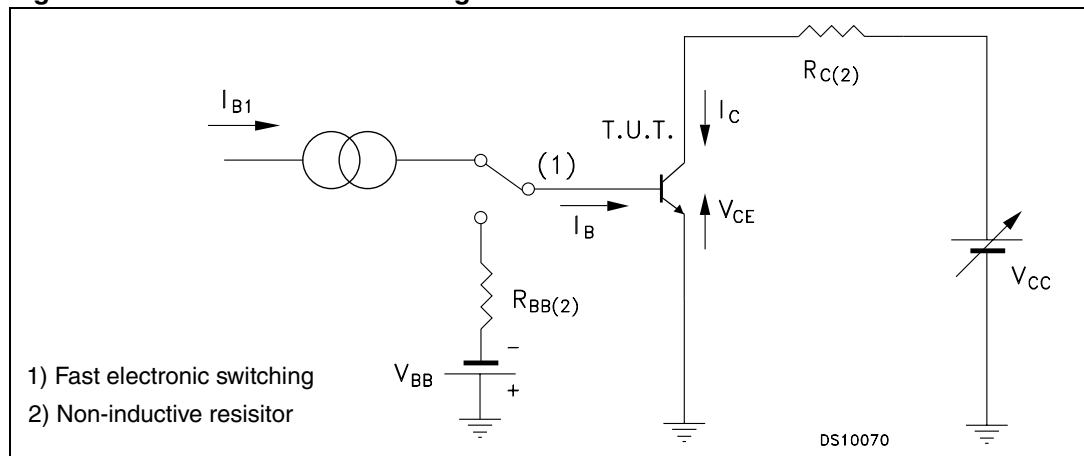 I_B1
R_C(2)
T.U.T.
I_C
(1)
I_B
V_CE
R_BB(2)
V_CC
V_BB
−
+
1) Fast electronic switching
2) Non-inductive resisitor
DS10070